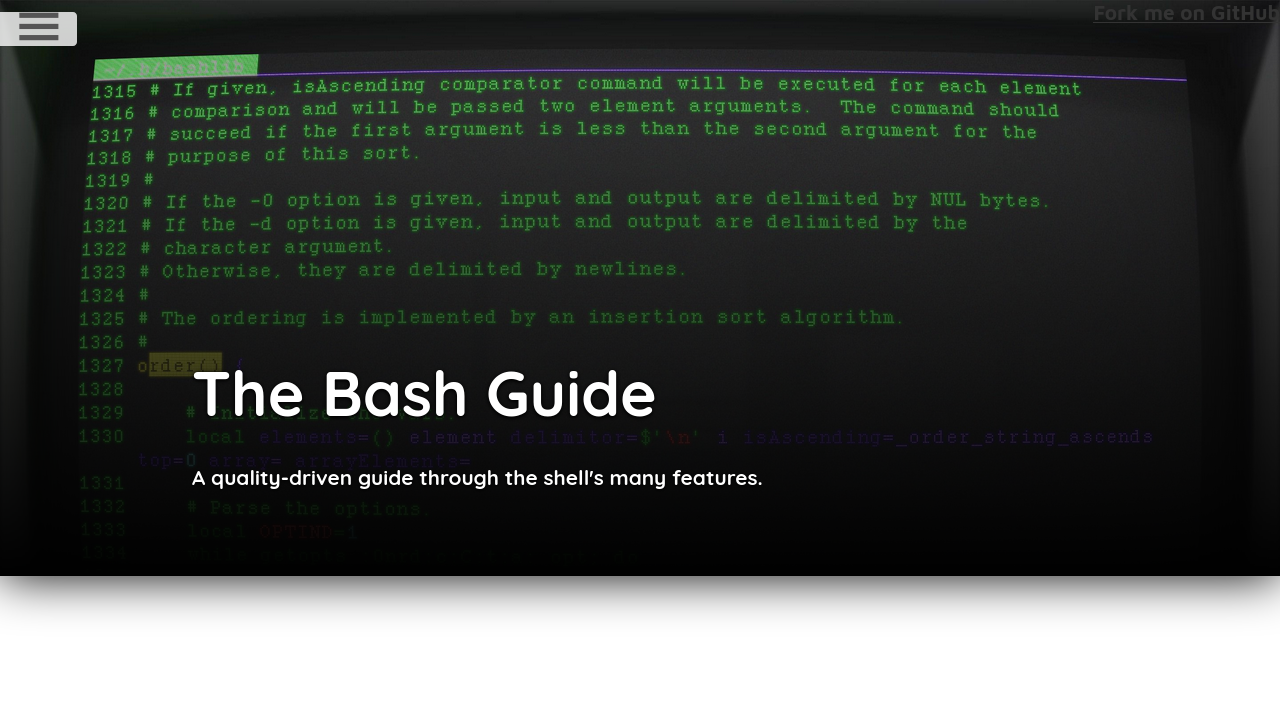 Fork me on GitHub
~/.b/bashlib
1315 # If given, isAscending comparator command will be executed for each element
1316 # comparison and will be passed two element arguments.  The command should
1317 # succeed if the first argument is less than the second argument for the
1318 # purpose of this sort.
1319 #
1320 # If the -0 option is given, input and output are delimited by NUL bytes.
1321 # If the -d option is given, input and output are delimited by the
1322 # character argument.
1323 # Otherwise, they are delimited by newlines.
1324 #
1325 # The ordering is implemented by an insertion sort algorithm.
1326 #
1327 order() {
The Bash Guide
1328
1329 #
1330 local elements=() element delimitor=$'\n' i isAscending=_order_string_ascends
top=0 array= arrayElements=
A quality-driven guide through the shell's many features.
1331
1332 # Parse the options.
1333 local OPTIND=1
1334